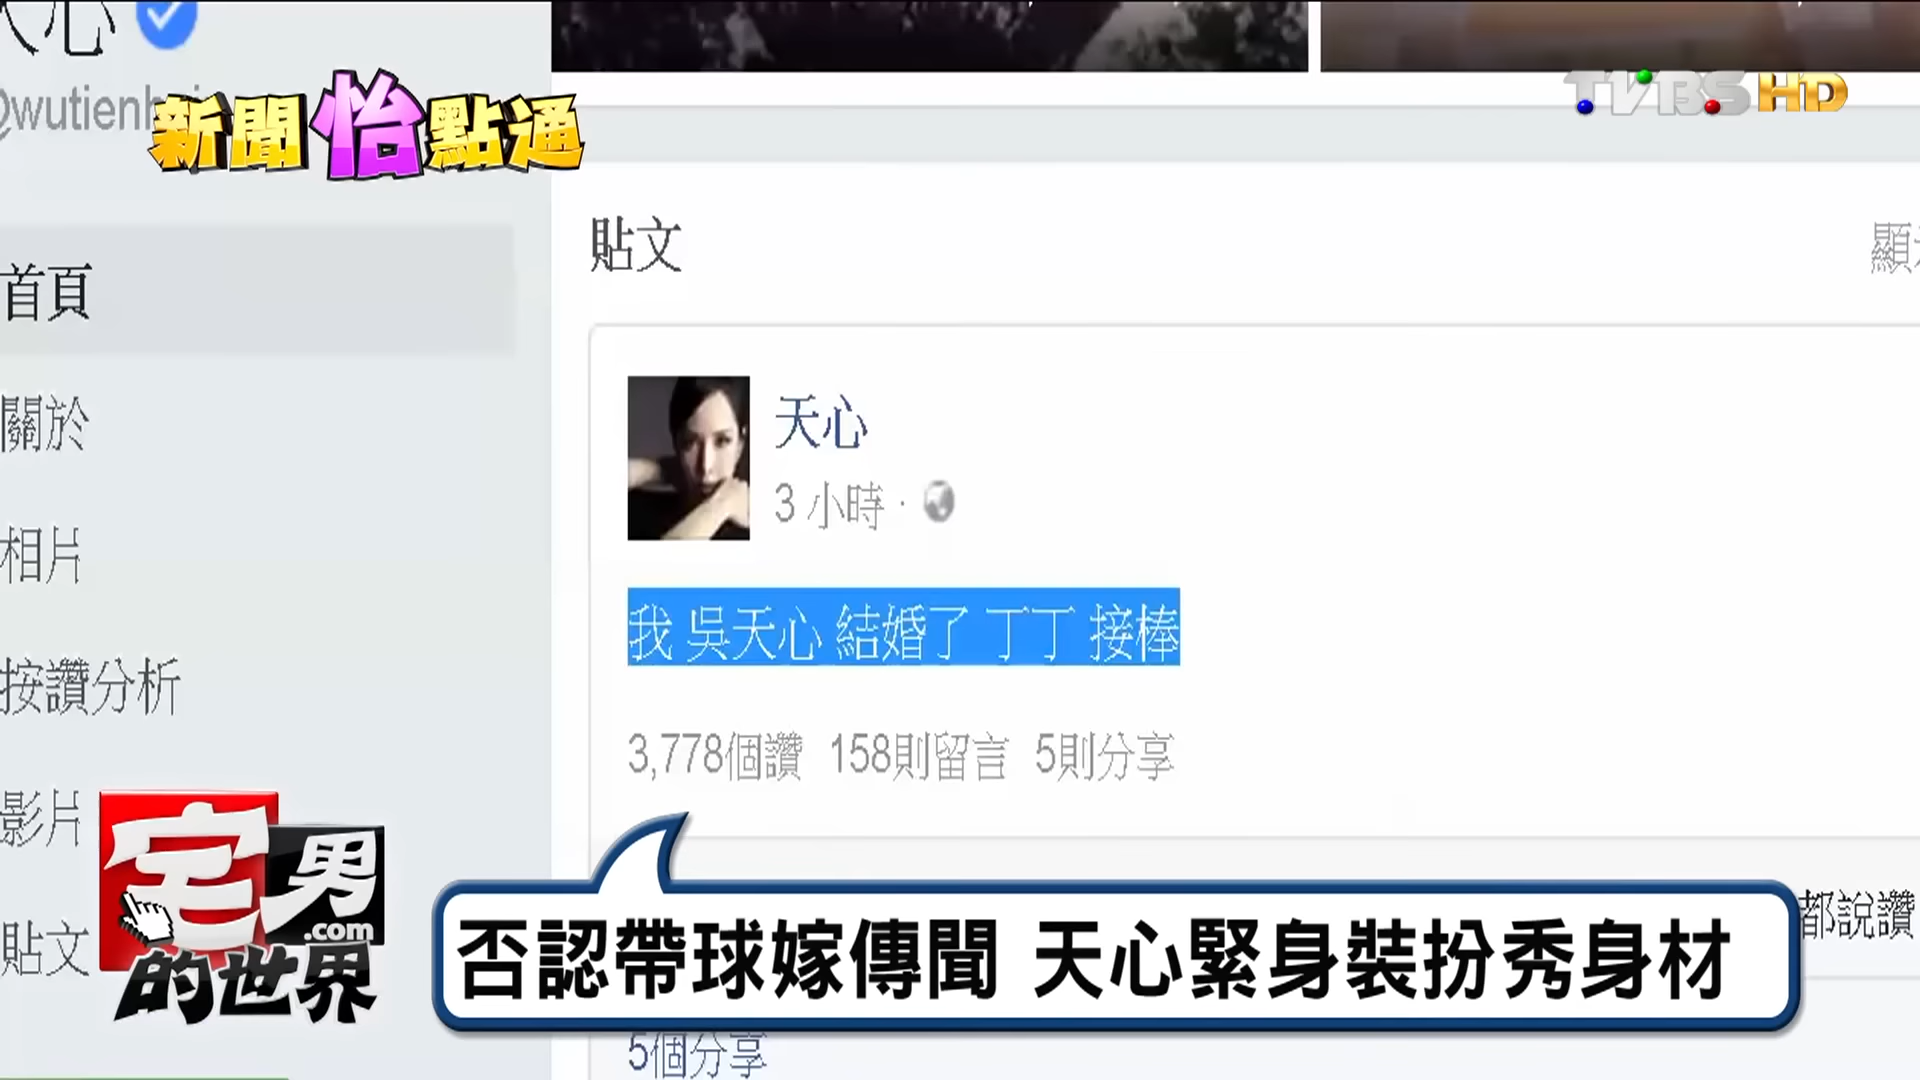 天心
@wutienh
新聞怡點通
TVBS HD
貼文
首頁
天心
3 小時 ·
關於
相片
我 吳天心 結婚了 丁丁 接棒
按讚分析
3,778個讚 158則留言 5則分享
影片
宅男.com
的世界
貼文
都說讚
否認帶球嫁傳聞 天心緊身裝扮秀身材
5個分享